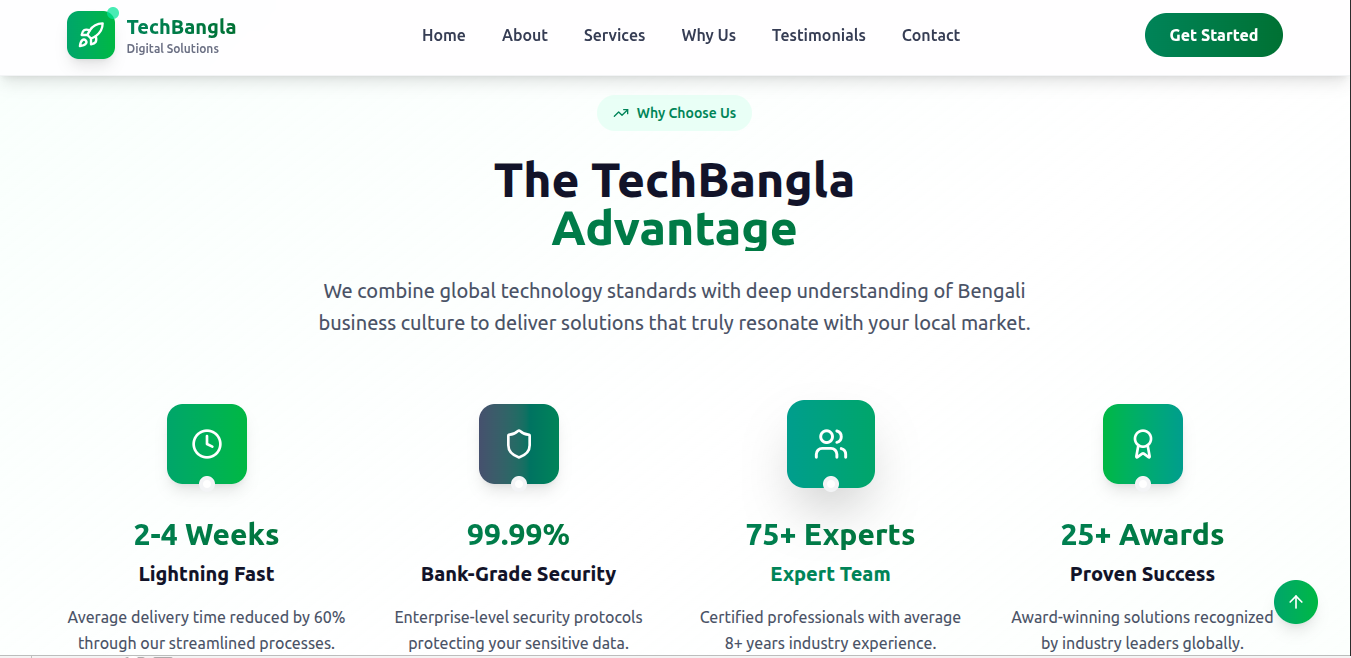 TechBangla
Digital Solutions
Home
About
Services
Why Us
Testimonials
Contact
Get Started
Why Choose Us
The TechBangla
Advantage
We combine global technology standards with deep understanding of Bengali
business culture to deliver solutions that truly resonate with your local market.
2-4 Weeks
Lightning Fast
Average delivery time reduced by 60%
through our streamlined processes.
99.99%
Bank-Grade Security
Enterprise-level security protocols
protecting your sensitive data.
75+ Experts
Expert Team
Certified professionals with average
8+ years industry experience.
25+ Awards
Proven Success
Award-winning solutions recognized
by industry leaders globally.